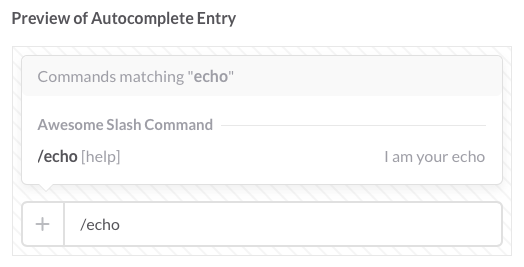 Preview of Autocomplete Entry
Commands matching "echo"
Awesome Slash Command
/echo [help] I am your echo
+ /echo